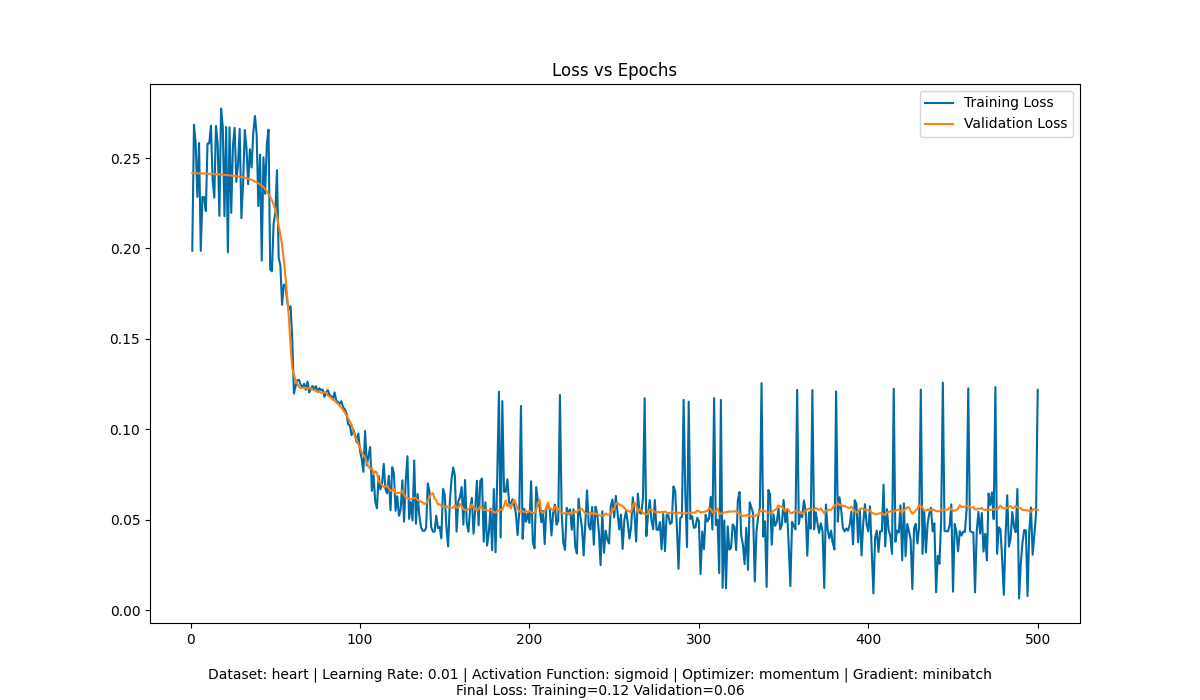 Loss vs Epochs
Training Loss
Validation Loss
0.25
0.20
0.15
0.10
0.05
0.00
0 100 200 300 400 500
Dataset: heart | Learning Rate: 0.01 | Activation Function: sigmoid | Optimizer: momentum | Gradient: minibatch
Final Loss: Training=0.12 Validation=0.06